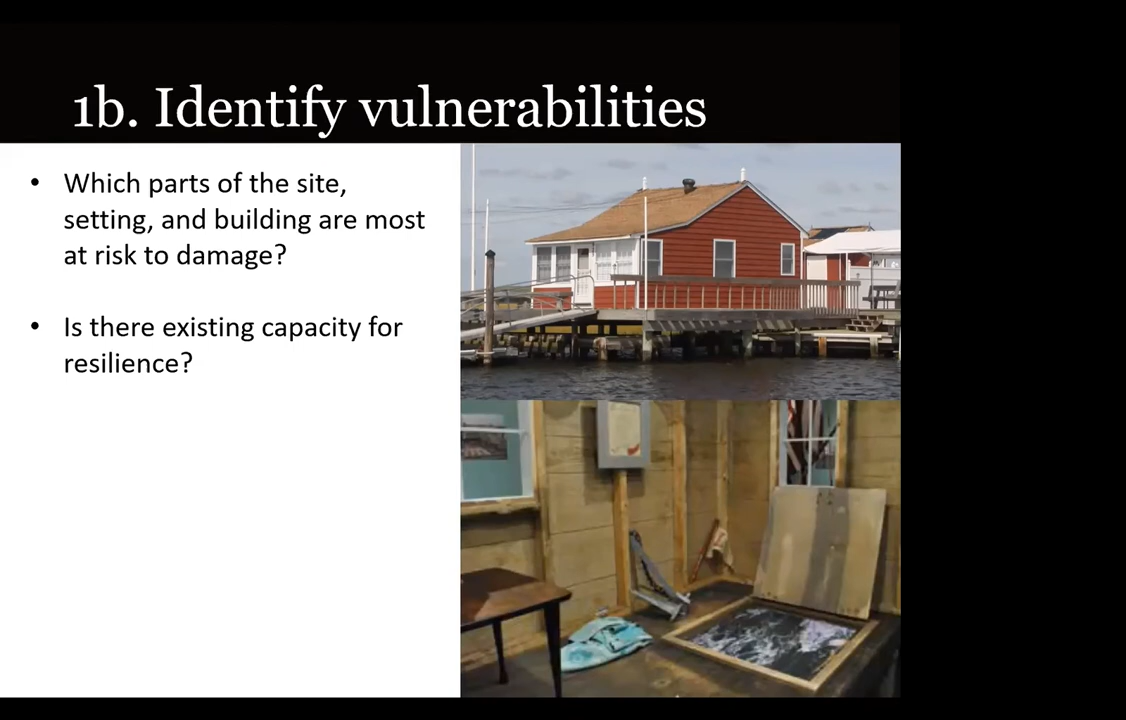 1b. Identify vulnerabilities
• Which parts of the site,
setting, and building are most
at risk to damage?
• Is there existing capacity for
resilience?